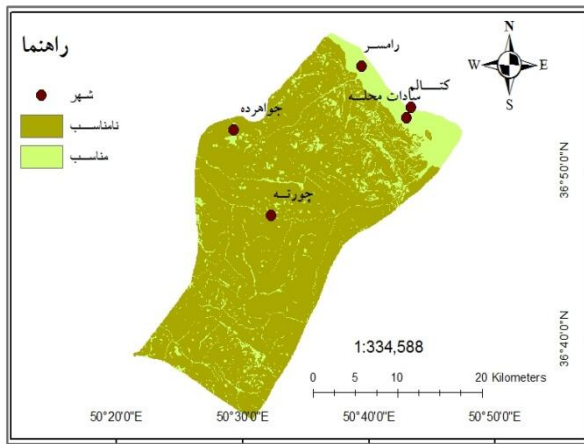 راهنما
شهر
نامناسب
مناسب
رامسر
کتالم
سادات محله
جواهرده
چورته
N
W E
S
36°50'0"N
36°40'0"N
1:334,588
0 5 10 20 Kilometers
50°20'0"E 50°30'0"E 50°40'0"E 50°50'0"E